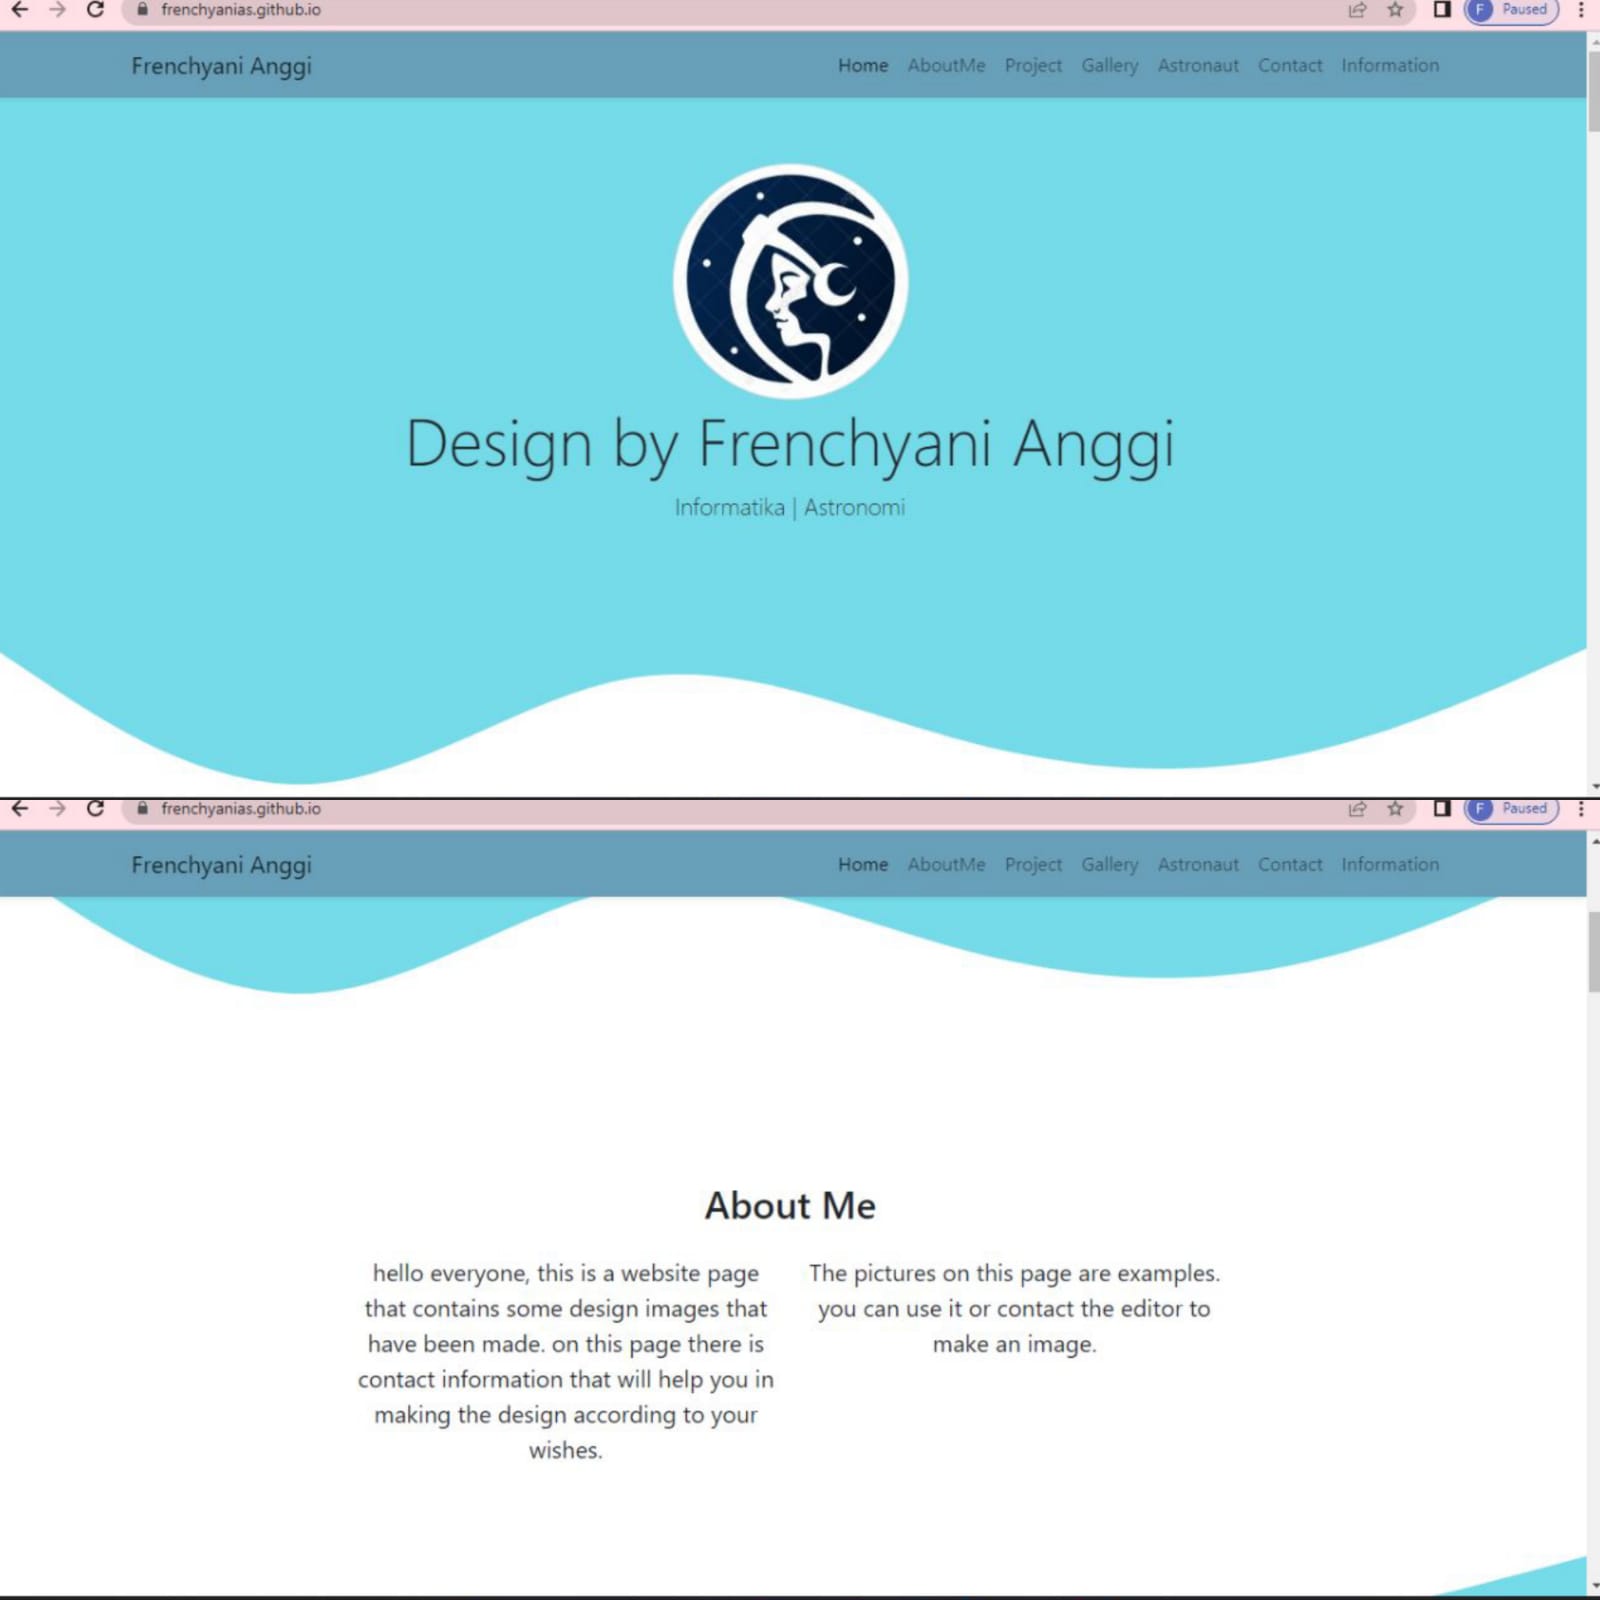 frenchyanias.github.io
F Paused
Frenchyani Anggi
Home AboutMe Project Gallery Astronaut Contact Information
Design by Frenchyani Anggi
Informatika | Astronomi
frenchyanias.github.io
F Paused
Frenchyani Anggi
Home AboutMe Project Gallery Astronaut Contact Information
About Me
hello everyone, this is a website page
that contains some design images that
have been made. on this page there is
contact information that will help you in
making the design according to your
wishes.
The pictures on this page are examples.
you can use it or contact the editor to
make an image.